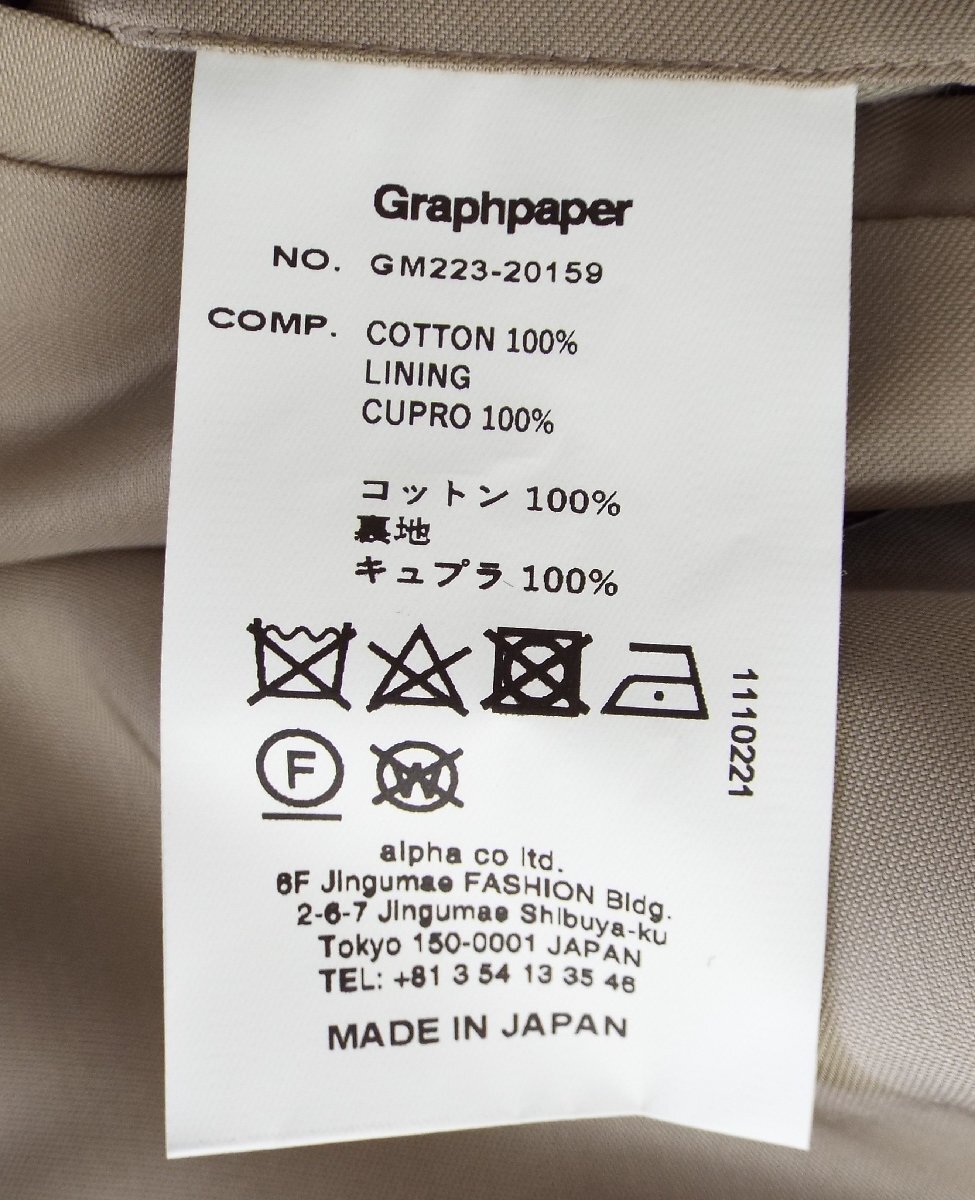 Graphpaper
NO. GM223-20159
COMP. COTTON 100%
LINING
CUPRO 100%
コットン 100%
裏地
キュプラ 100%
1110221
F
W
alpha co ltd.
6F Jingumae FASHION Bldg.
2-6-7 Jingumae Shibuya-ku
Tokyo 150-0001 JAPAN
TEL: +81 3 54 13 35 46
MADE IN JAPAN